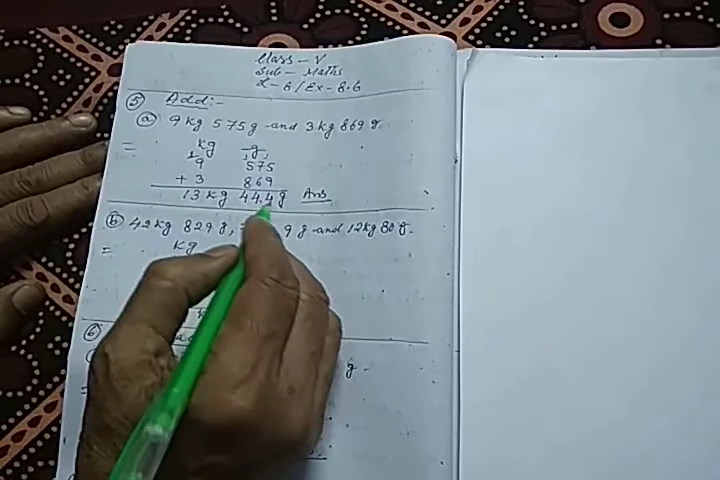 Class - V
Sub - Maths
L - 8 / Ex - 8.6
5 Add:-
a 9 kg 575 g and 3 kg 869 g.
= kg g
1 9 575
+ 3 869
13 kg 444 g Ans
b 42 kg 829 g, 9 g and 12 kg 80 g.
= kg
6
g.